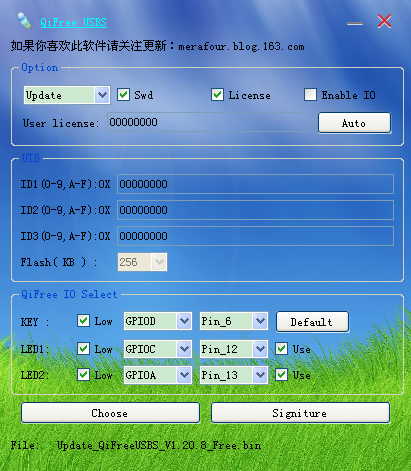 QiFree USBS
如果你喜欢此软件请关注更新：merafour.blog.163.com
Option
Update Swd License Enable IO
User license: 00000000 Auto
UID
ID1(0-9,A-F):0X 00000000
ID2(0-9,A-F):0X 00000000
ID3(0-9,A-F):0X 00000000
Flash( KB ) : 256
QiFree IO Select
KEY : Low GPIOD Pin_6 Default
LED1: Low GPIOC Pin_12 Use
LED2: Low GPIOA Pin_13 Use
Choose Signiture
File: Update_QiFreeUSBS_V1.20.8_Free.bin